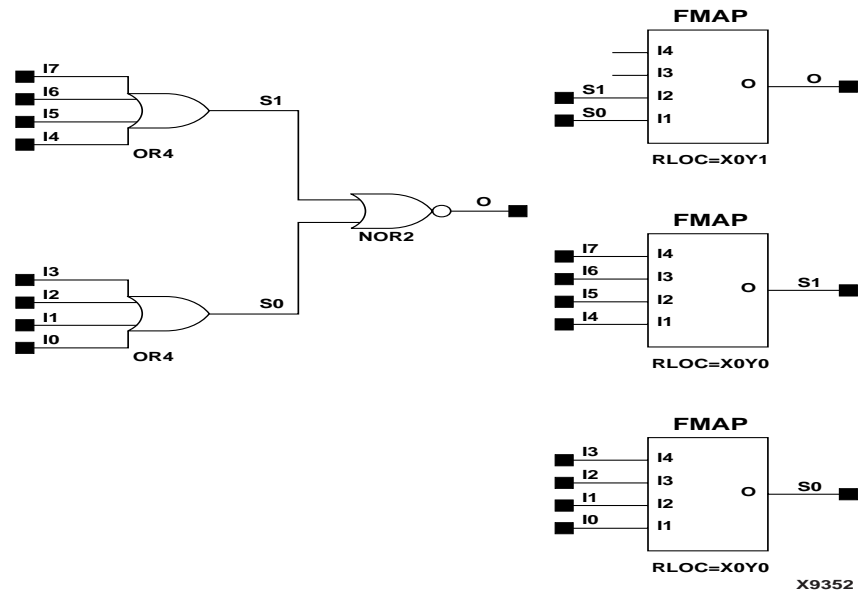 I7
I6
I5
I4
OR4
S1
I3
I2
I1
I0
OR4
S0
NOR2
O
FMAP
I4
I3
S1 I2
S0 I1
O O
RLOC=X0Y1
FMAP
I7 I4
I6 I3
I5 I2
I4 I1
O S1
RLOC=X0Y0
FMAP
I3 I4
I2 I3
I1 I2
I0 I1
O S0
RLOC=X0Y0
X9352